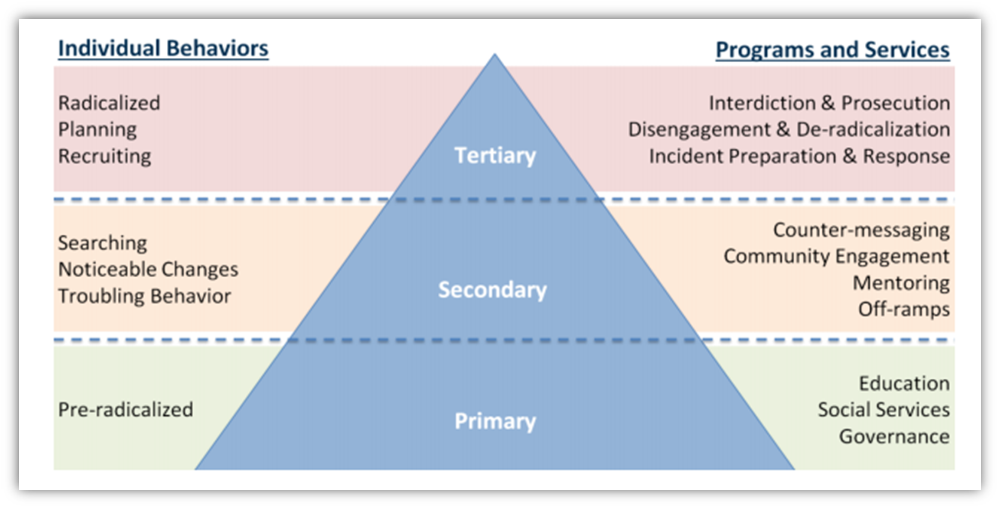 Individual Behaviors
Programs and Services
Radicalized
Planning
Recruiting
Tertiary
Interdiction & Prosecution
Disengagement & De-radicalization
Incident Preparation & Response
Searching
Noticeable Changes
Troubling Behavior
Secondary
Counter-messaging
Community Engagement
Mentoring
Off-ramps
Pre-radicalized
Primary
Education
Social Services
Governance